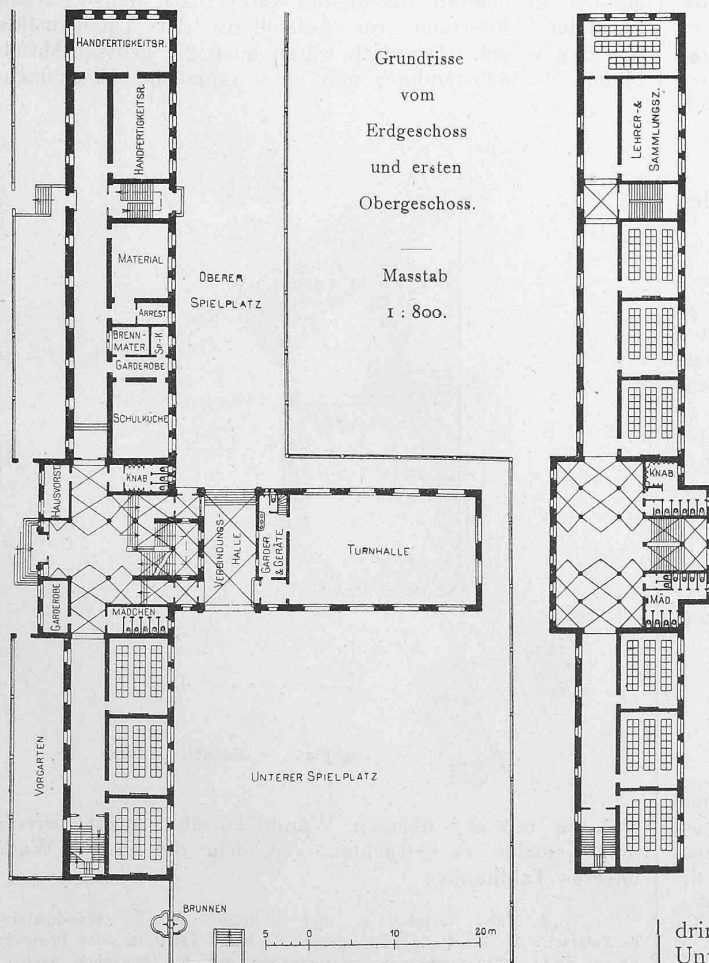 HANDFERTIGKEITSR.
HANDFERTIGKEITSR.
MATERIAL
ARREST
BRENN-
MATER.
SP.-K
GARDEROBE
SCHULKÜCHE
OBERER
SPIELPLATZ
Grundrisse
vom
Erdgeschoss
und ersten
Obergeschoss.
Masstab
1 : 800.
LEHRER-&
SAMMLUNGSZ.
HAUSVORST.
KNAB.
VERBINDUNGS-
HALLE
GARDER.
& GERÄTE
TURNHALLE
GARDEROBE
MÄDCHEN
KNAB.
MÄD.
VORGARTEN
UNTERER SPIELPLATZ
BRUNNEN
5 0 10 20 m
drin
Unt